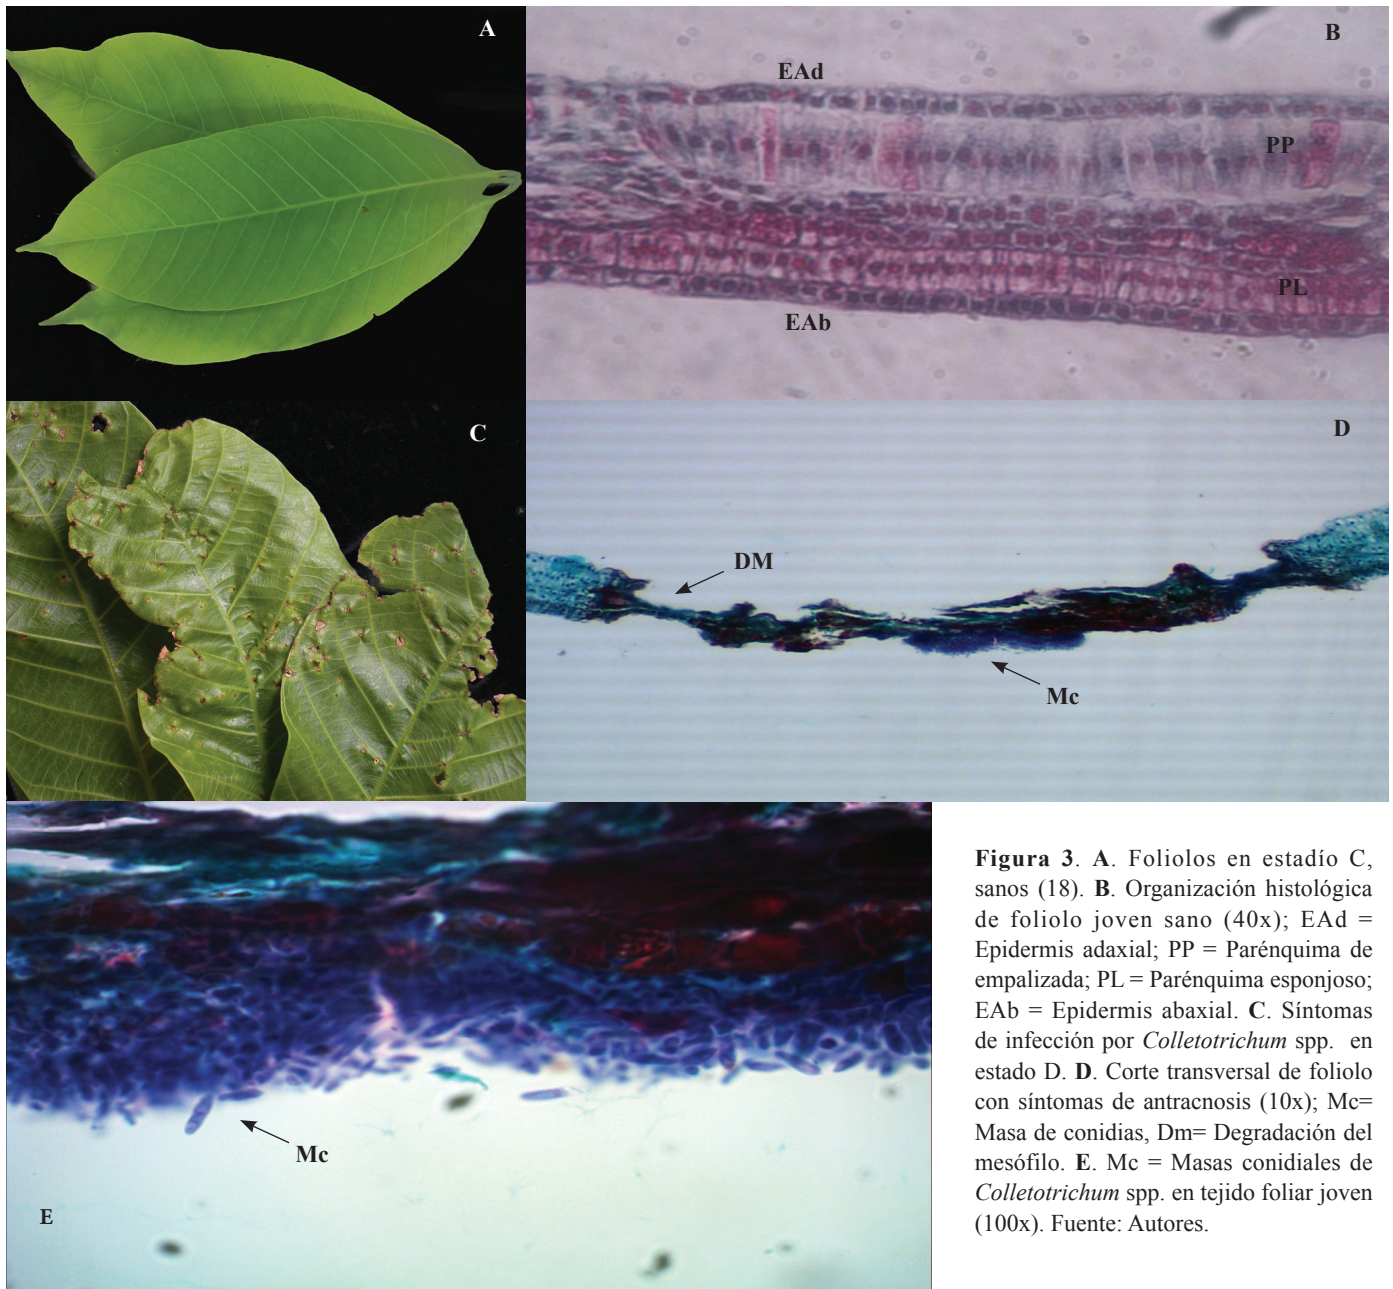 A
B
EAd
PP
PL
EAb
C
D
DM
Mc
Mc
E
Figura 3. A. Foliolos en estadío C,
sanos (18). B. Organización histológica
de foliolo joven sano (40x); EAd =
Epidermis adaxial; PP = Parénquima de
empalizada; PL = Parénquima esponjoso;
EAb = Epidermis abaxial. C. Síntomas
de infección por Colletotrichum spp. en
estado D. D. Corte transversal de foliolo
con síntomas de antracnosis (10x); Mc=
Masa de conidias, Dm= Degradación del
mesófilo. E. Mc = Masas conidiales de
Colletotrichum spp. en tejido foliar joven
(100x). Fuente: Autores.